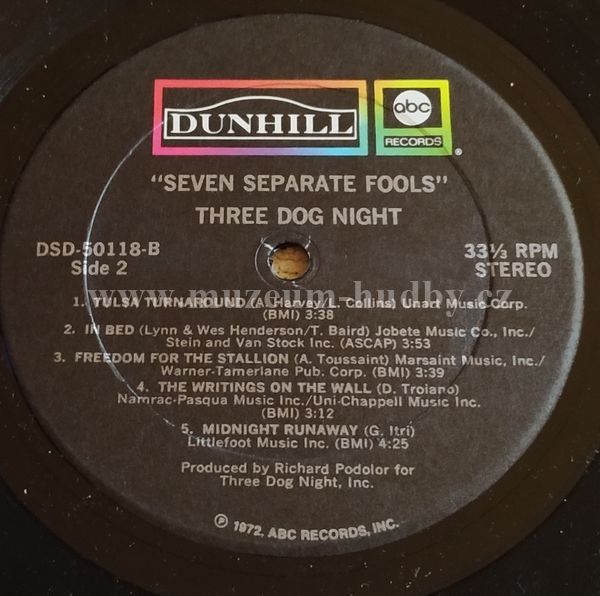 DUNHILL
abc
RECORDS
®
"SEVEN SEPARATE FOOLS"
THREE DOG NIGHT
DSD-50118-B
Side 2
33⅓ RPM
STEREO
www.muzeum-hudby.cz
1. TULSA TURNAROUND (A. Harvey/L. Collins) Unart Music Corp.
(BMI) 3:38
2. IN BED (Lynn & Wes Henderson/T. Baird) Jobete Music Co., Inc./
Stein and Van Stock Inc. (ASCAP) 3:53
3. FREEDOM FOR THE STALLION (A. Toussaint) Marsaint Music, Inc./
Warner-Tamerlane Pub. Corp. (BMI) 3:39
4. THE WRITINGS ON THE WALL (D. Troiano)
Namrac-Pasqua Music Inc./Uni-Chappell Music Inc.
(BMI) 3:12
5. MIDNIGHT RUNAWAY (G. Itri)
Littlefoot Music Inc. (BMI) 4:25
Produced by Richard Podolor for
Three Dog Night, Inc.
℗ 1972, ABC RECORDS, INC.